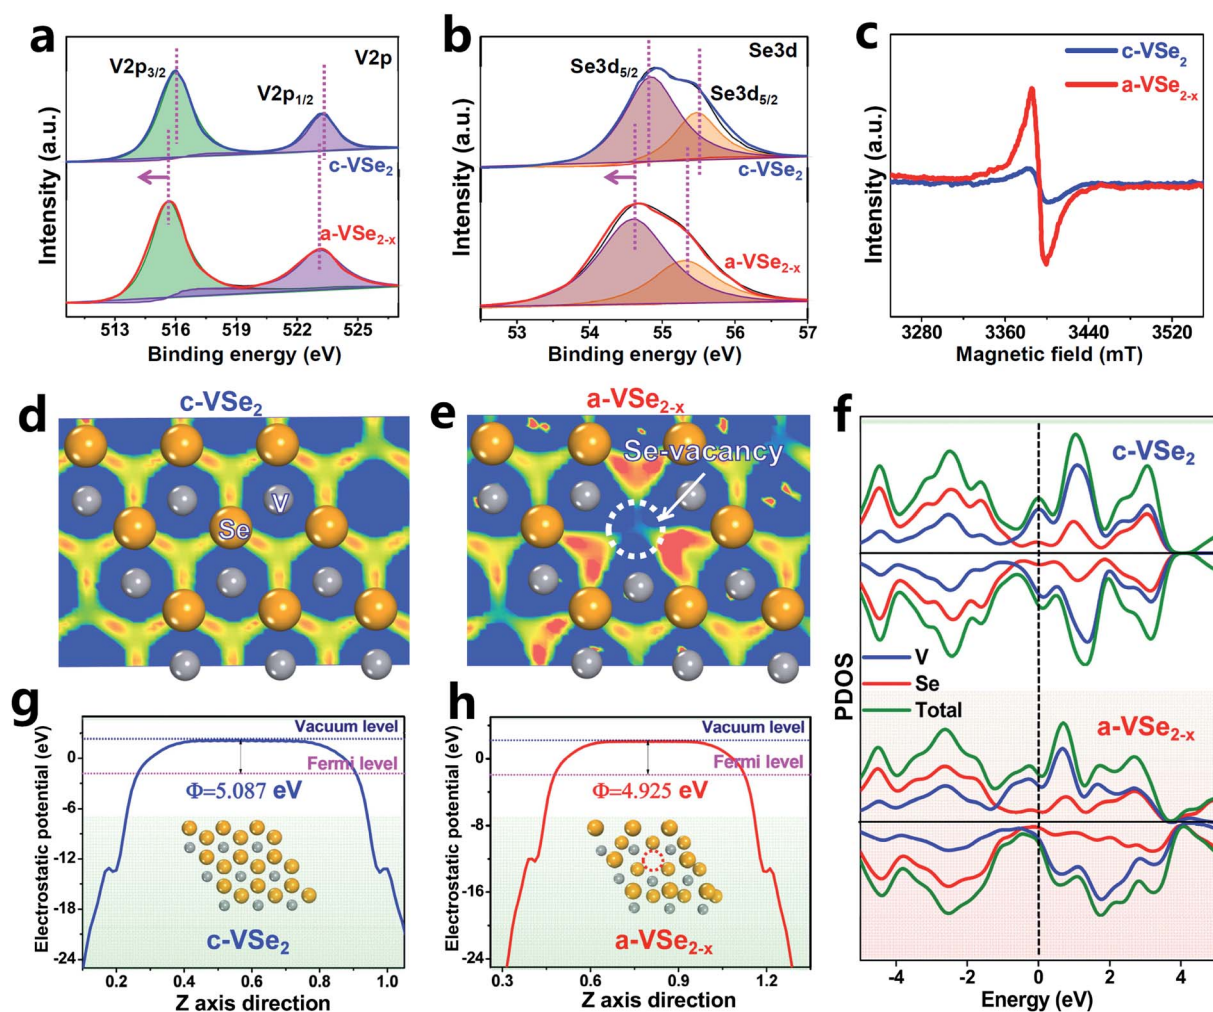 a
V2p
V2p3/2
V2p1/2
c-VSe2
a-VSe2-x
Intensity (a.u.)
513 516 519 522 525
Binding energy (eV)
b
Se3d
Se3d5/2
Se3d5/2
c-VSe2
a-VSe2-x
Intensity (a.u.)
53 54 55 56 57
Binding energy (eV)
c
c-VSe2
a-VSe2-x
Intensity (a.u.)
3280 3360 3440 3520
Magnetic field (mT)
d
c-VSe2
V
Se
e
a-VSe2-x
Se-vacancy
f
c-VSe2
V
Se
Total
a-VSe2-x
PDOS
-4 -2 0 2 4
Energy (eV)
g
Vacuum level
Fermi level
Φ=5.087 eV
c-VSe2
Electrostatic potential (eV)
0
-6
-12
-18
-24
0.2 0.4 0.6 0.8 1.0
Z axis direction
h
Vacuum level
Fermi level
Φ=4.925 eV
a-VSe2-x
Electrostatic potential (eV)
0
-8
-16
-24
0.3 0.6 0.9 1.2
Z axis direction